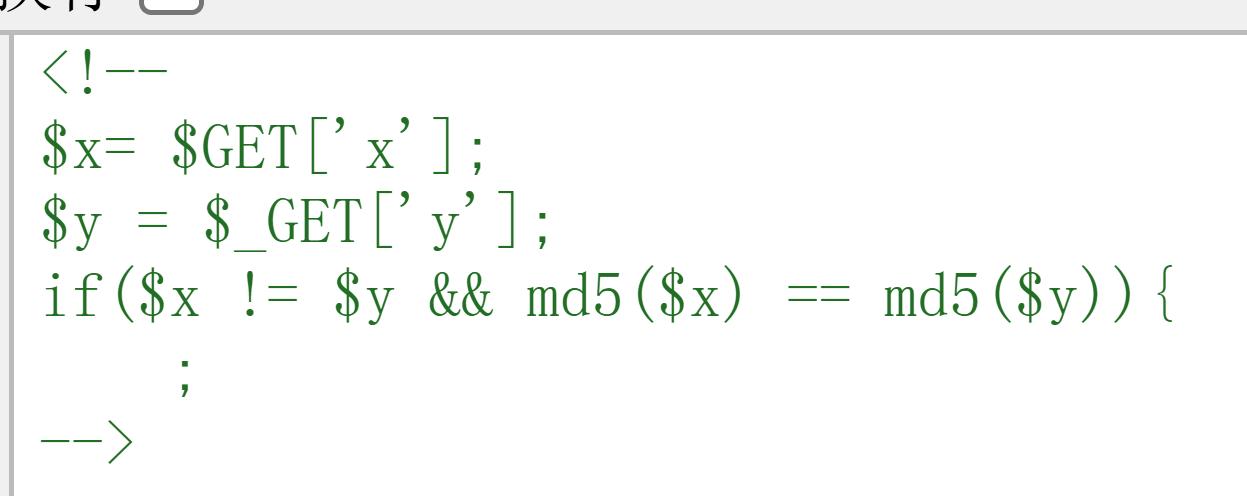 <!--
$x= $GET['x'];
$y = $_GET['y'];
if($x != $y && md5($x) == md5($y)){
    ;
-->